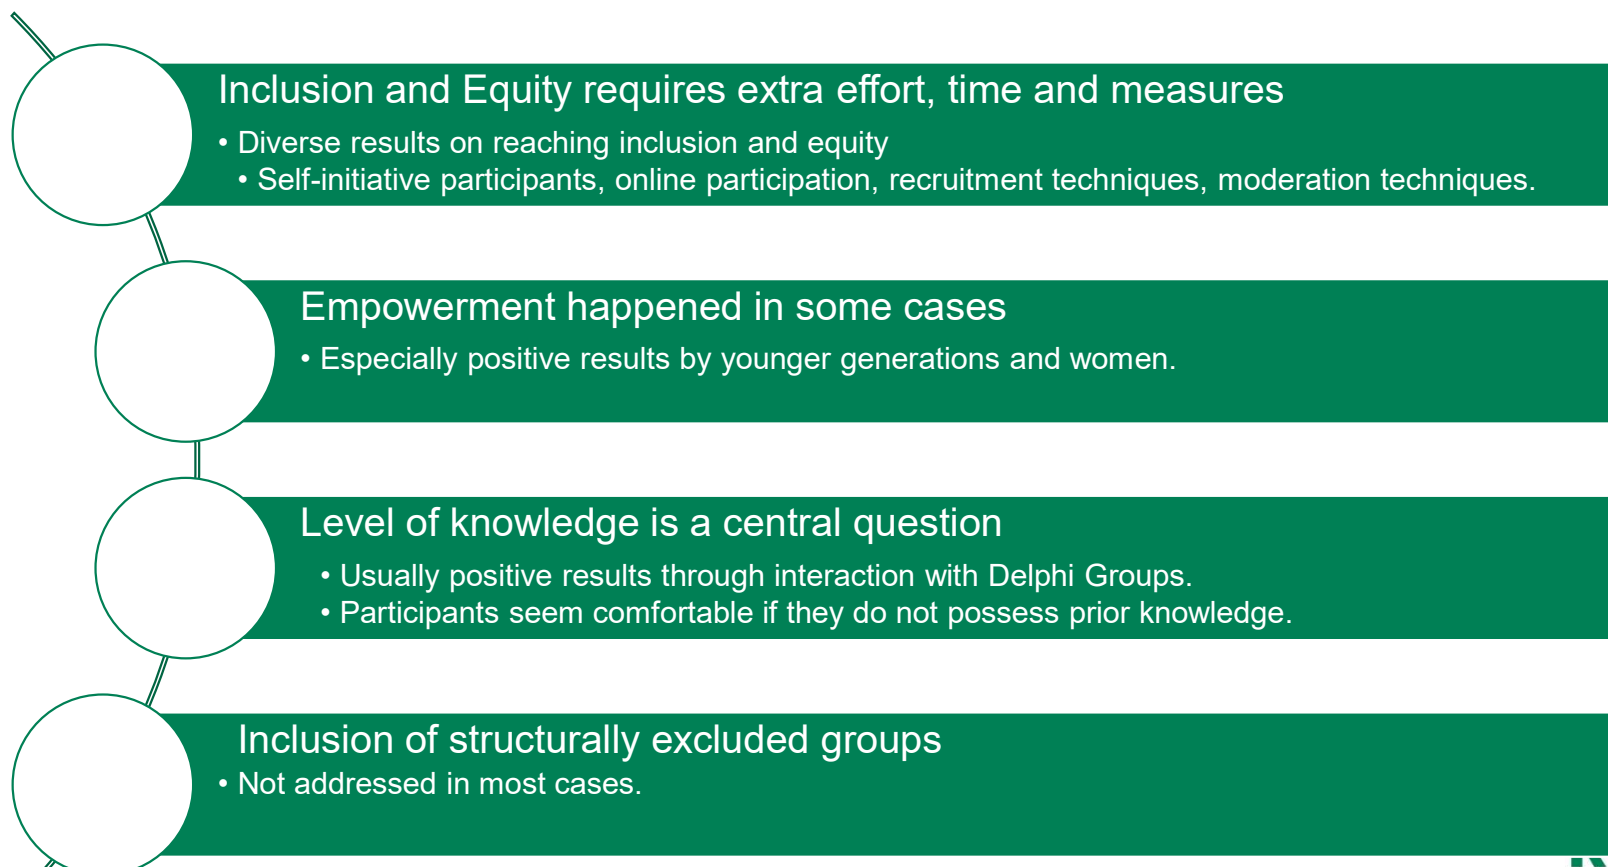 Inclusion and Equity requires extra effort, time and measures
• Diverse results on reaching inclusion and equity
• Self-initiative participants, online participation, recruitment techniques, moderation techniques.
Empowerment happened in some cases
• Especially positive results by younger generations and women.
Level of knowledge is a central question
• Usually positive results through interaction with Delphi Groups.
• Participants seem comfortable if they do not possess prior knowledge.
Inclusion of structurally excluded groups
• Not addressed in most cases.